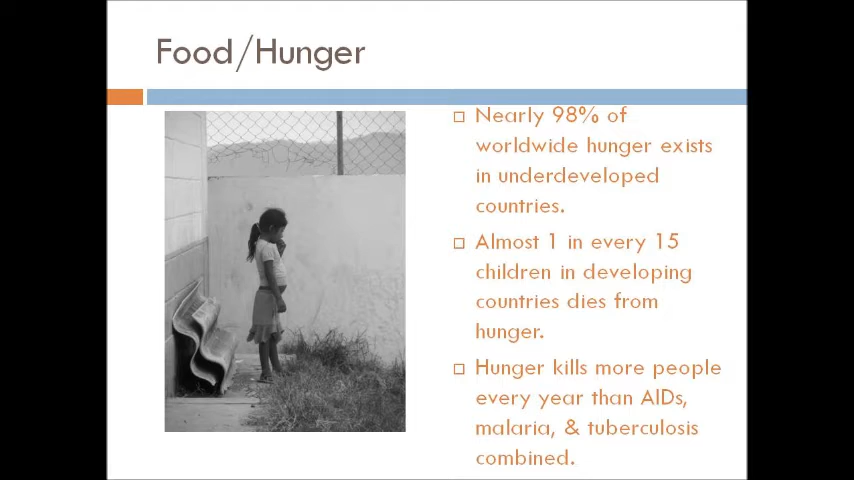 Food/Hunger
Nearly 98% of
worldwide hunger exists
in underdeveloped
countries.
Almost 1 in every 15
children in developing
countries dies from
hunger.
Hunger kills more people
every year than AIDs,
malaria, & tuberculosis
combined.